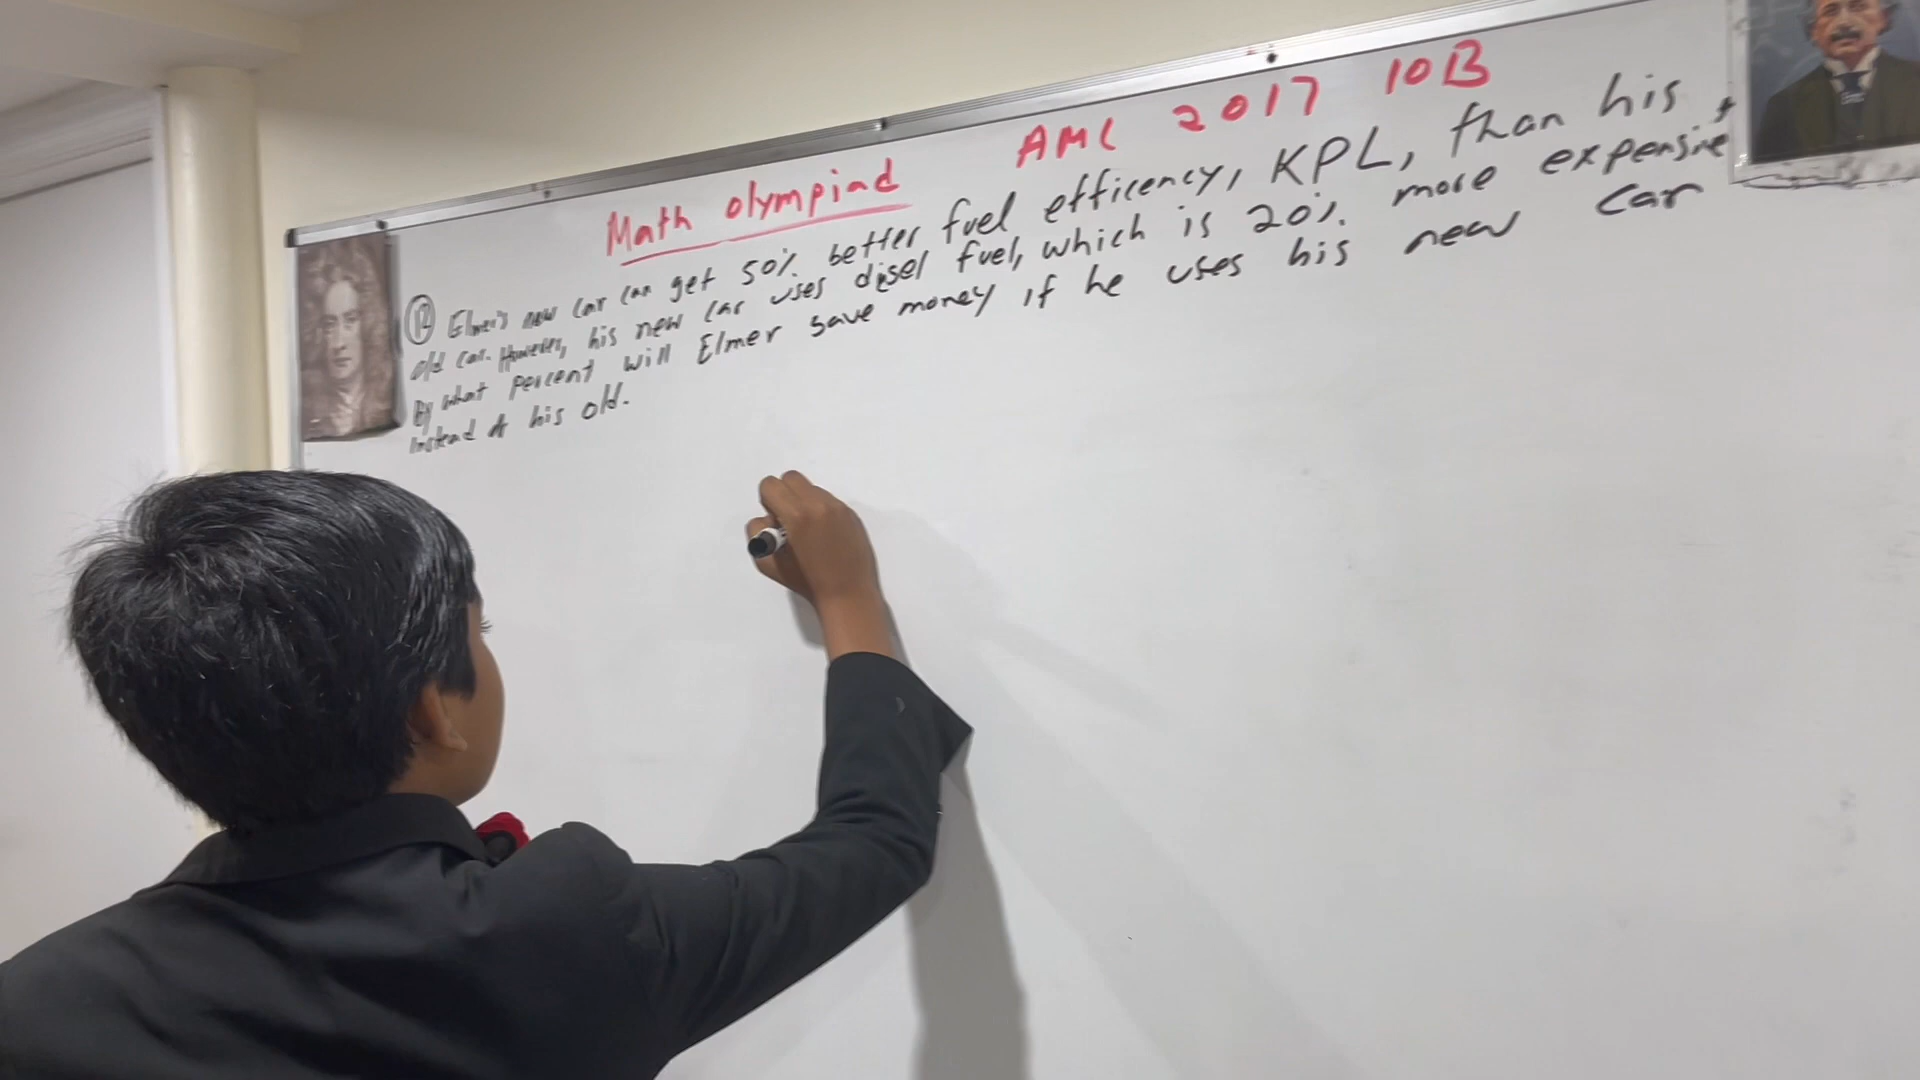 Math olympiad AMC 2017 10B
12 Elmer's new car can get 50% better fuel efficency, KPL, than his
old car. However, his new car uses disel fuel, which is 20% more expensive
By what percent will Elmer save money if he uses his new car
instead of his old.